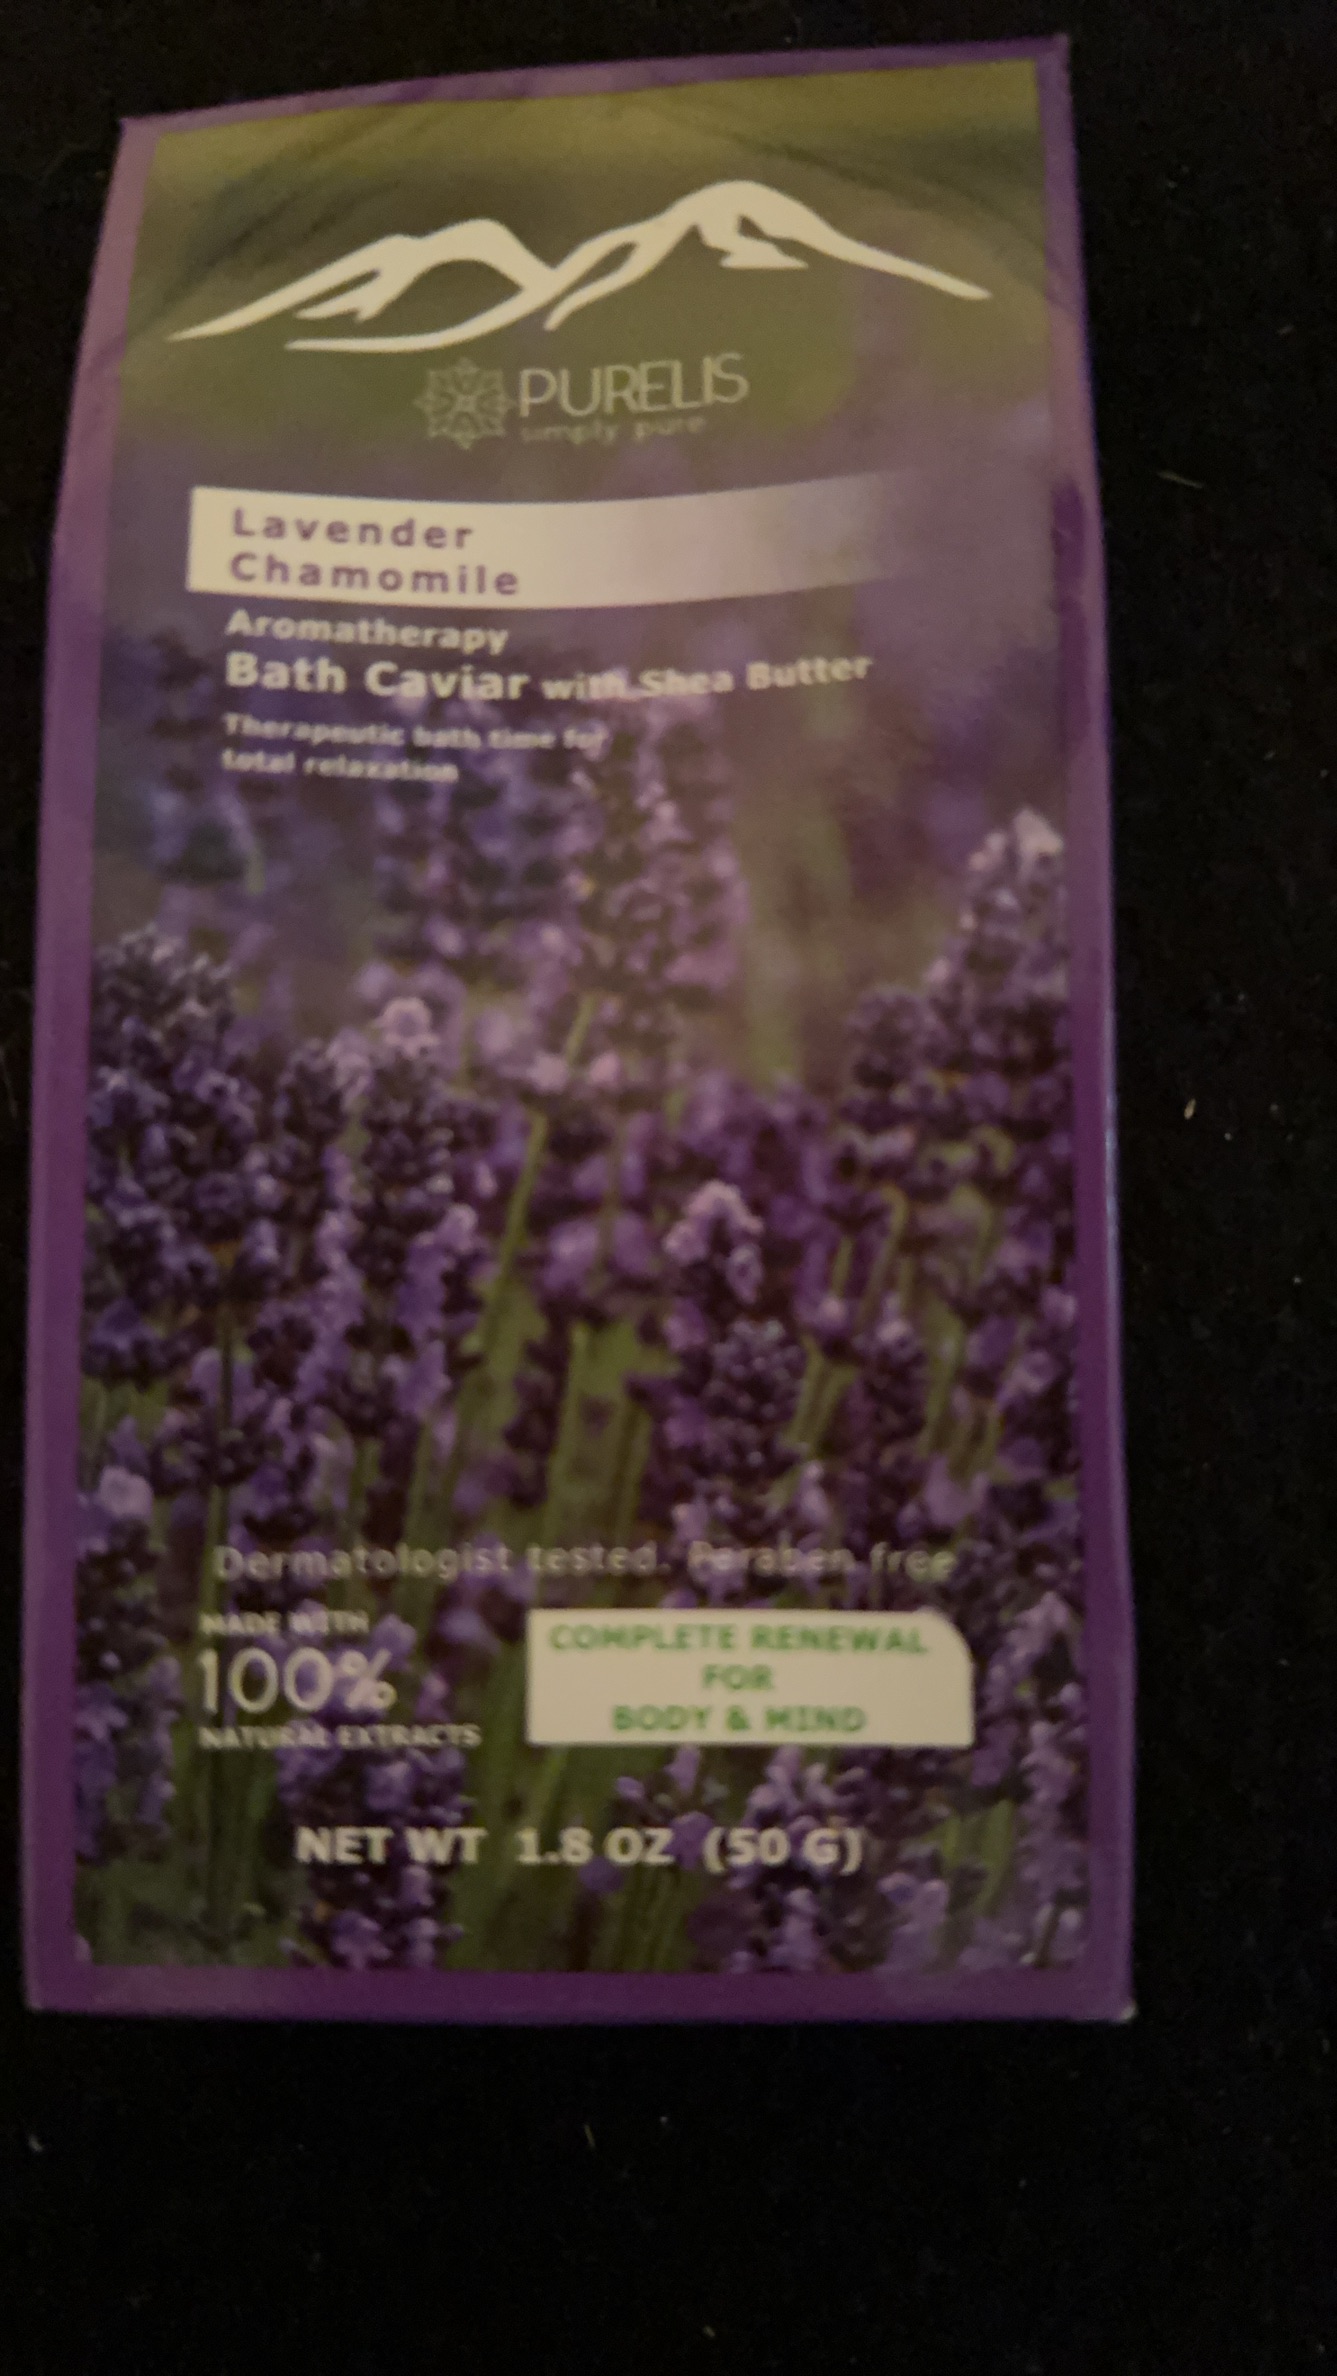 PURELIS
simply pure
Lavender
Chamomile
Aromatherapy
Bath Caviar with Shea Butter
Therapeutic bath time for
total relaxation
Dermatologist tested. Paraben free
MADE WITH
100%
NATURAL EXTRACTS
COMPLETE RENEWAL
FOR
BODY & MIND
NET WT 1.8 OZ (50 G)